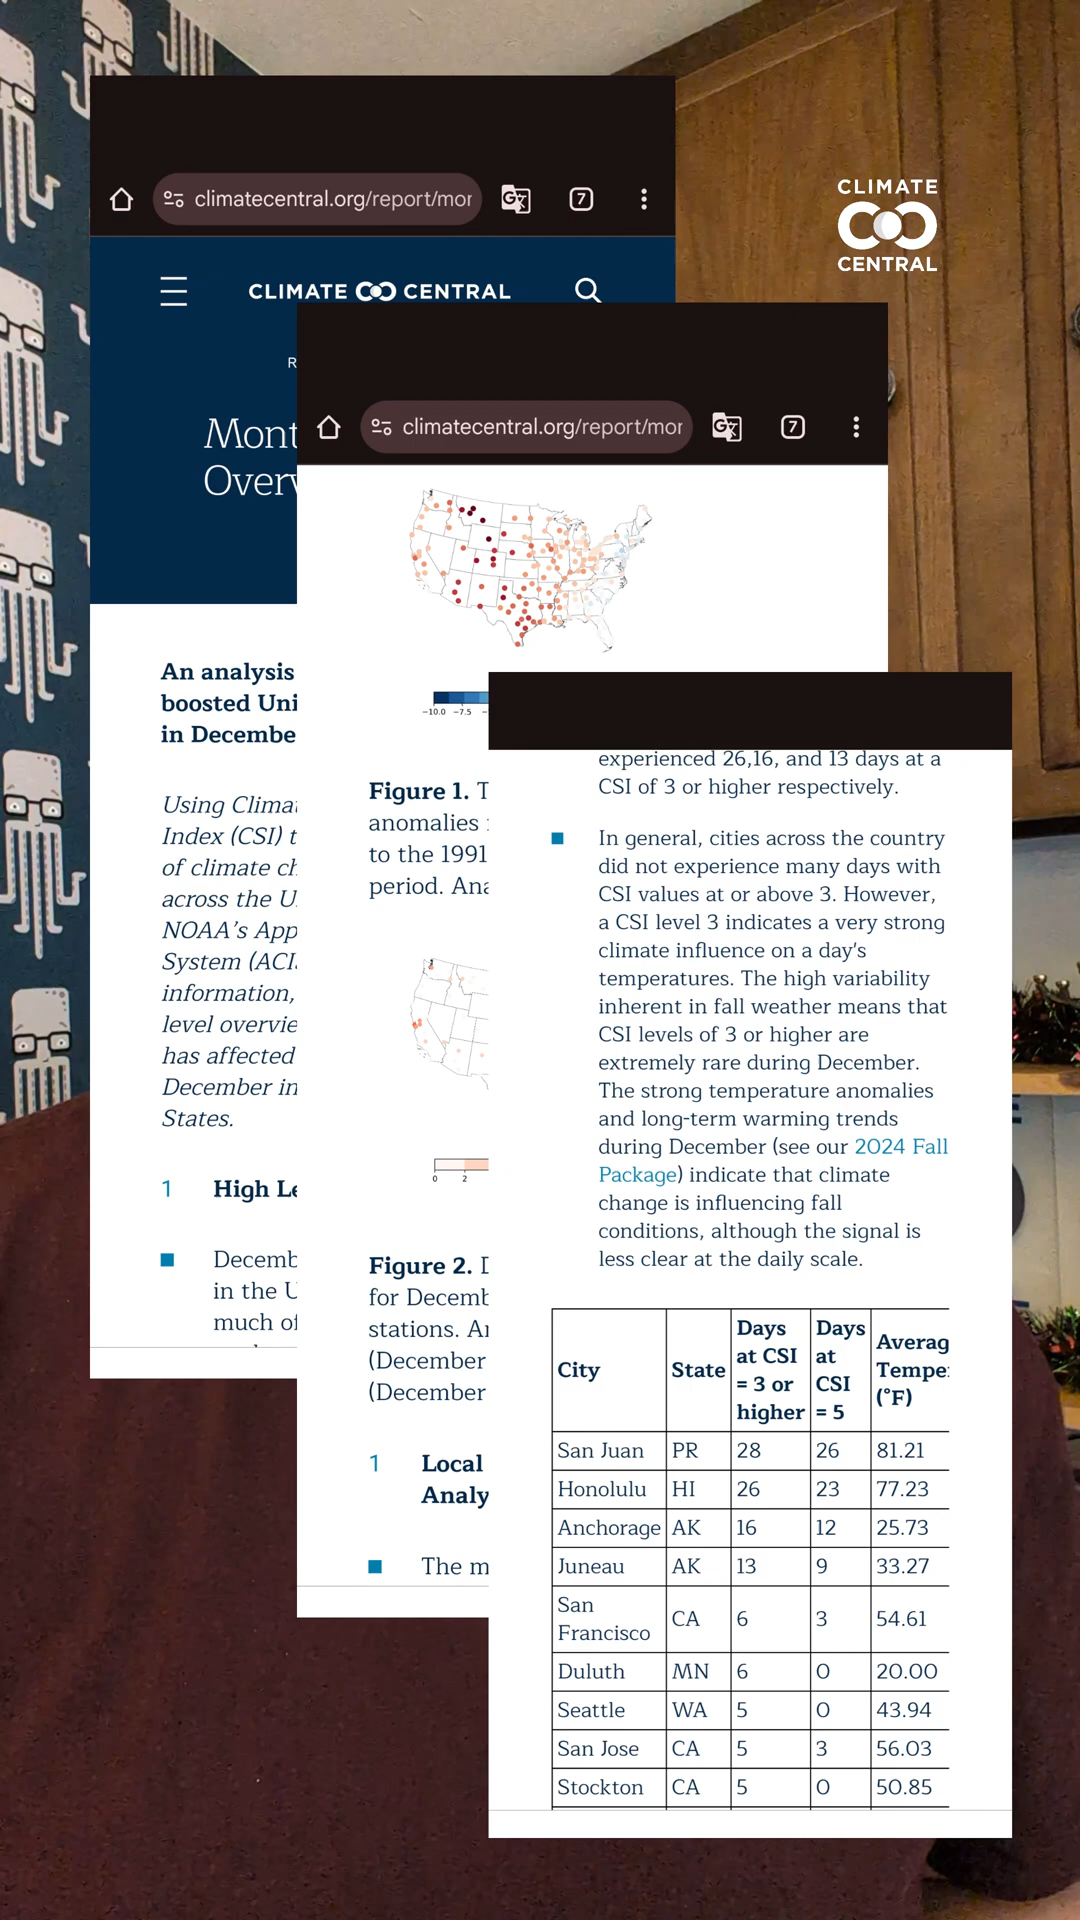 CLIMATE
CENTRAL
climatecentral.org/report/mor
7
CLIMATE CENTRAL
R
Mont
Overv
An analysis
boosted Uni
in Decembe
Using Clima
Index (CSI) t
of climate ch
across the U.
NOAA's App
System (ACI
information,
level overvie
has affected
December in
States.
1 High Le
Decemb
in the U
much of
climatecentral.org/report/mor
7
-10.0 -7.5
Figure 1. T
anomalies
to the 1991
period. Ana
0 2
Figure 2. D
for Decemb
stations. An
(December
(December
1 Local
Analy
The m
experienced 26,16, and 13 days at a
CSI of 3 or higher respectively.
In general, cities across the country
did not experience many days with
CSI values at or above 3. However,
a CSI level 3 indicates a very strong
climate influence on a day's
temperatures. The high variability
inherent in fall weather means that
CSI levels of 3 or higher are
extremely rare during December.
The strong temperature anomalies
and long-term warming trends
during December (see our 2024 Fall
Package) indicate that climate
change is influencing fall
conditions, although the signal is
less clear at the daily scale.
City State Days at CSI = 3 or higher Days at CSI = 5 Averag Temper (°F)
San Juan PR 28 26 81.21
Honolulu HI 26 23 77.23
Anchorage AK 16 12 25.73
Juneau AK 13 9 33.27
San Francisco CA 6 3 54.61
Duluth MN 6 0 20.00
Seattle WA 5 0 43.94
San Jose CA 5 3 56.03
Stockton CA 5 0 50.85